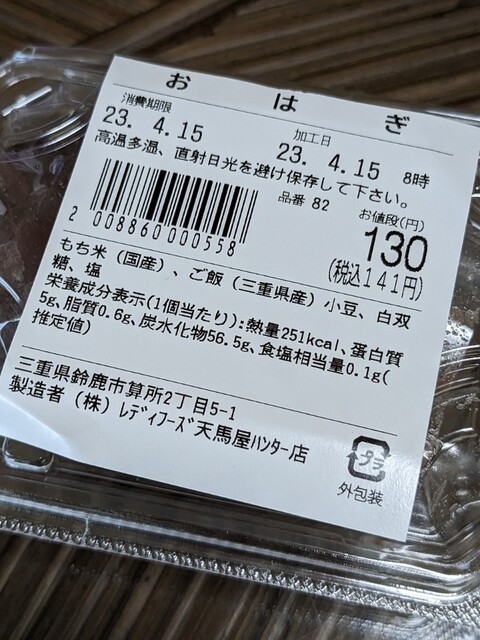 おはぎ
消費期限
23. 4.15
加工日
23. 4.15 8時
高温多湿、直射日光を避け保存して下さい。
品番 82
お値段(円)
130
(税込141円)
2 008860 000558
もち米（国産）、ご飯（三重県産）小豆、白双
糖、塩
栄養成分表示(1個当たり):熱量251kcal、蛋白質
5g、脂質0.6g、炭水化物56.5g、食塩相当量0.1g(
推定値)
三重県鈴鹿市算所2丁目5-1
製造者（株）ﾚﾃﾞｨﾌｰｽﾞ天馬屋ﾊﾝﾀｰ店
プラ
外包装